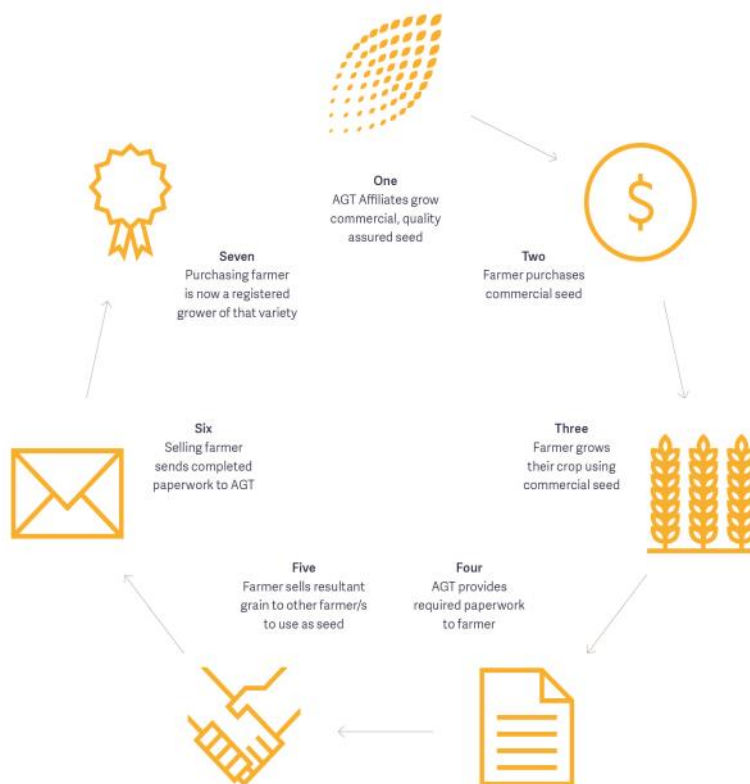 One
AGT Affiliates grow
commercial, quality
assured seed
$
Two
Farmer purchases
commercial seed
Three
Farmer grows
their crop using
commercial seed
Four
AGT provides
required paperwork
to farmer
Five
Farmer sells resultant
grain to other farmer/s
to use as seed
Six
Selling farmer
sends completed
paperwork to AGT
Seven
Purchasing farmer
is now a registered
grower of that variety